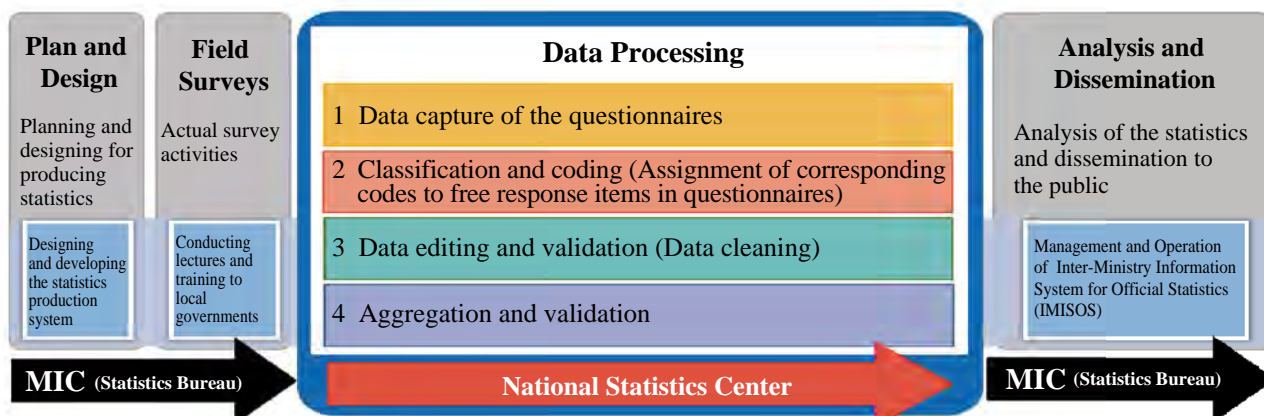 Plan and
Design
Planning and
designing for
producing
statistics
Designing
and developing
the statistics
production
system
Field
Surveys
Actual survey
activities
Conducting
lectures and
training to
local
governments
MIC (Statistics Bureau)
Data Processing
1 Data capture of the questionnaires
2 Classification and coding (Assignment of corresponding
codes to free response items in questionnaires)
3 Data editing and validation (Data cleaning)
4 Aggregation and validation
National Statistics Center
Analysis and
Dissemination
Analysis of the statistics
and dissemination to
the public
Management and Operation
of Inter-Ministry Information
System for Official Statistics
(IMISOS)
MIC (Statistics Bureau)